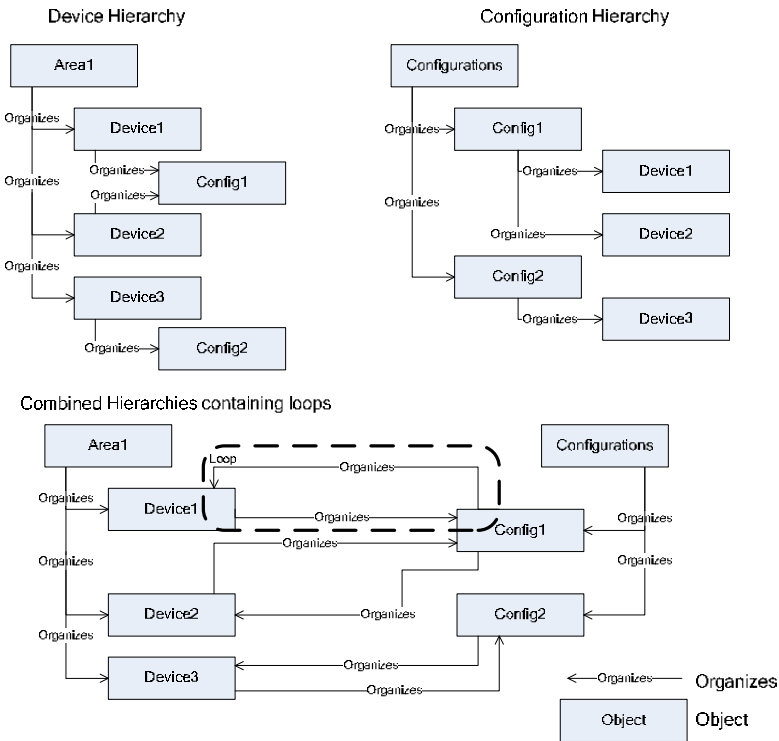 Device Hierarchy
Area1
Organizes
Device1
Organizes
Config1
Organizes
Organizes
Device2
Organizes
Device3
Organizes
Config2
Configuration Hierarchy
Configurations
Organizes
Config1
Organizes
Device1
Organizes
Organizes
Device2
Config2
Organizes
Device3
Combined Hierarchies containing loops
Area1
Configurations
Loop
Organizes
Organizes
Device1
Organizes
Organizes
Config1
Organizes
Organizes
Organizes
Device2
Organizes
Config2
Organizes
Organizes
Device3
Organizes
Organizes
Organizes
Object
Object